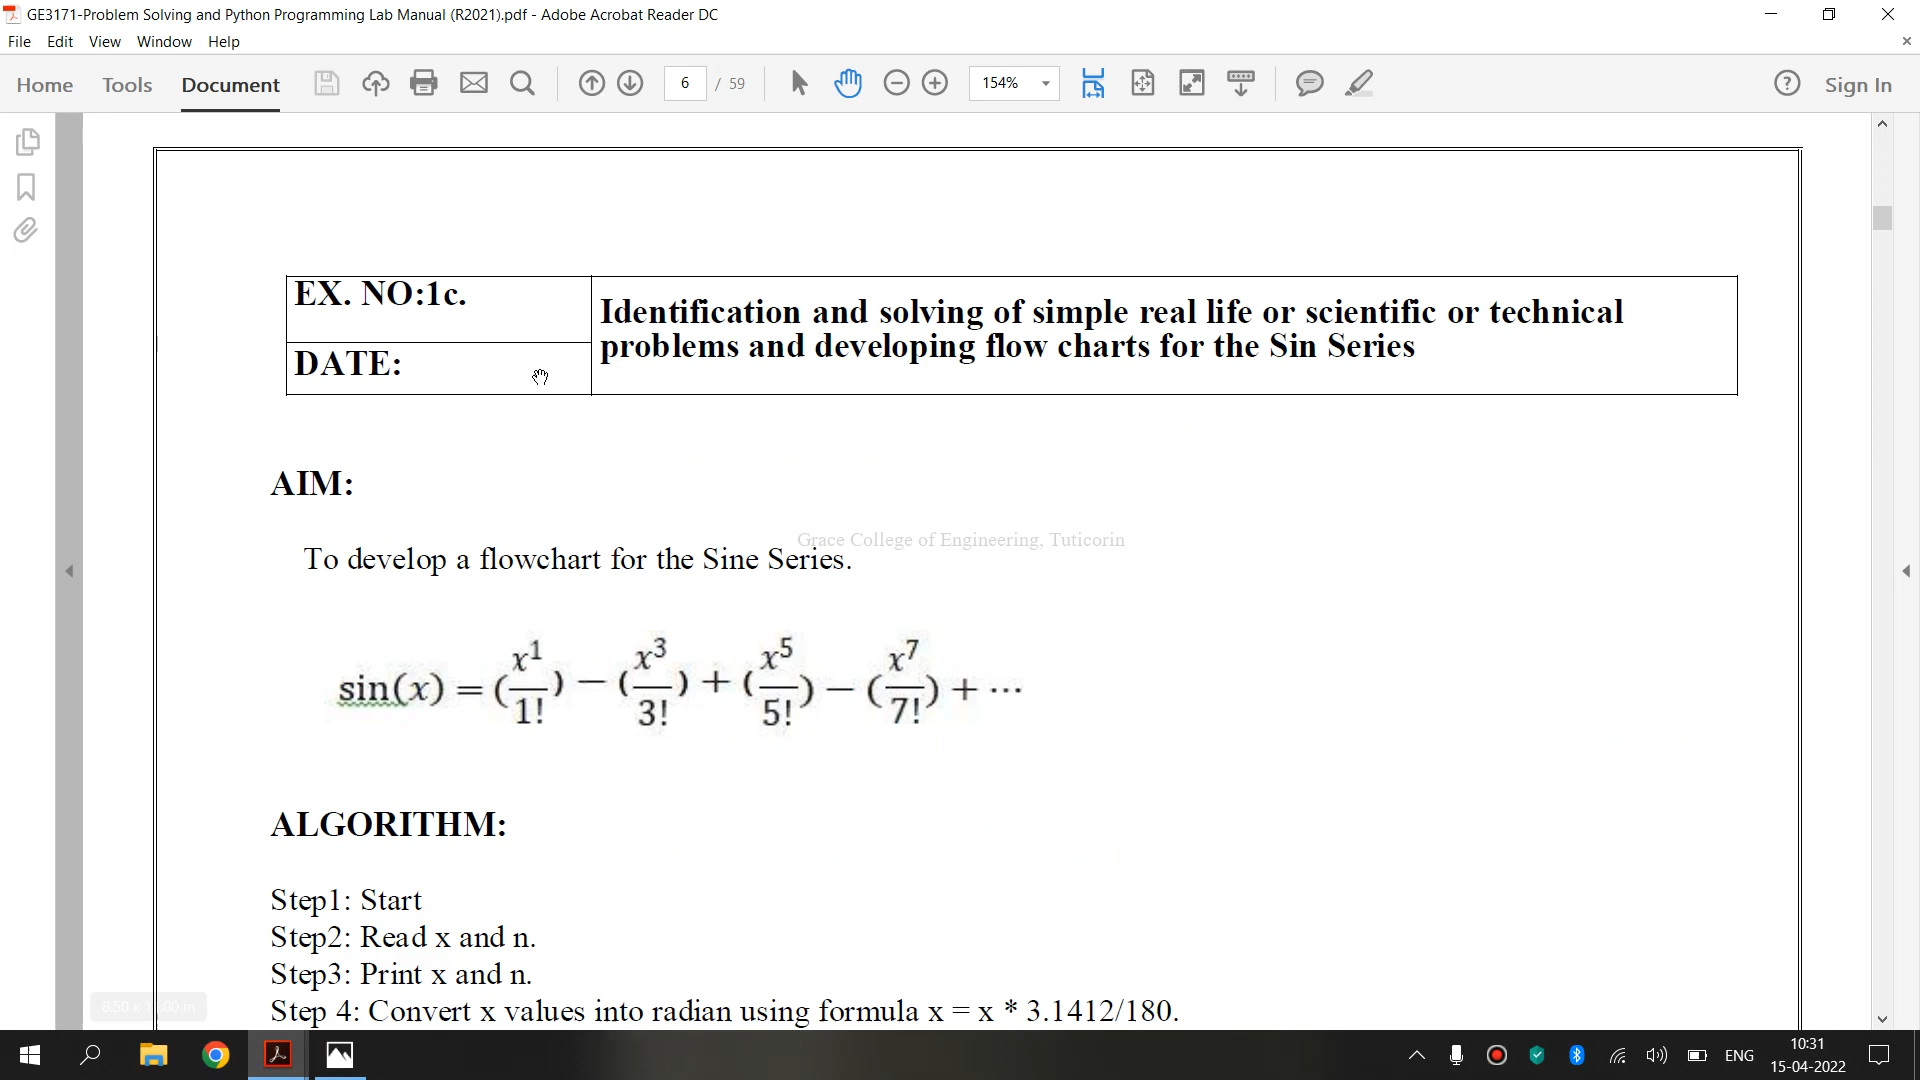 GE3171-Problem Solving and Python Programming Lab Manual (R2021).pdf - Adobe Acrobat Reader DC
File Edit View Window Help
Home Tools Document 6 / 59 154% Sign In
EX. NO:1c.
DATE:
Identification and solving of simple real life or scientific or technical
problems and developing flow charts for the Sin Series
AIM:
Grace College of Engineering, Tuticorin
To develop a flowchart for the Sine Series.
sin(x) = (x^1/1!) − (x^3/3!) + (x^5/5!) − (x^7/7!) + ⋯
ALGORITHM:
Step1: Start
Step2: Read x and n.
Step3: Print x and n.
Step 4: Convert x values into radian using formula x = x * 3.1412/180.
ENG
10:31
15-04-2022